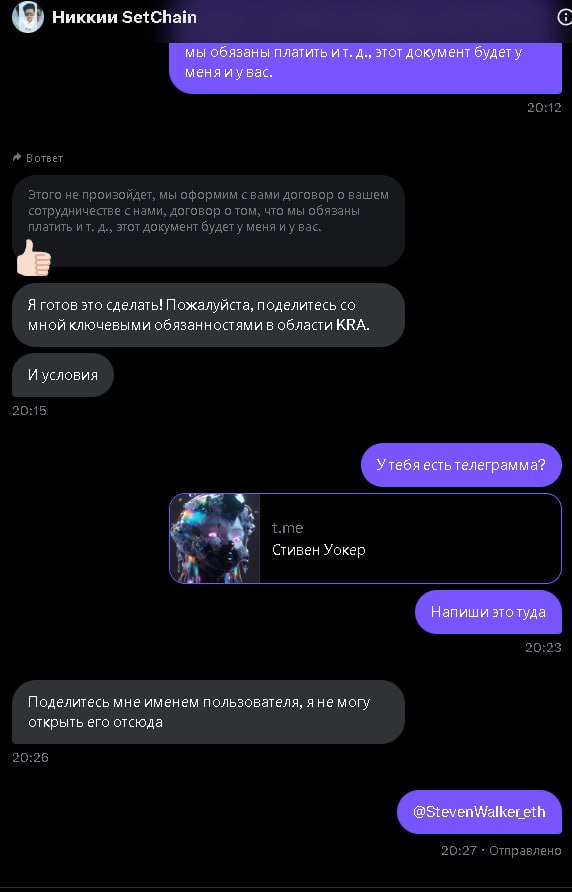 Никкии SetChain
мы обязаны платить и т. д., этот документ будет у
меня и у вас.
20:12
В ответ
Этого не произойдет, мы оформим с вами договор о вашем
сотрудничестве с нами, договор о том, что мы обязаны
платить и т. д., этот документ будет у меня и у вас.
Я готов это сделать! Пожалуйста, поделитесь со
мной ключевыми обязанностями в области KRA.
И условия
20:15
У тебя есть телеграмма?
t.me
Стивен Уокер
Напиши это туда
20:23
Поделитесь мне именем пользователя, я не могу
открыть его отсюда
20:26
@StevenWalker_eth
20:27 · Отправлено